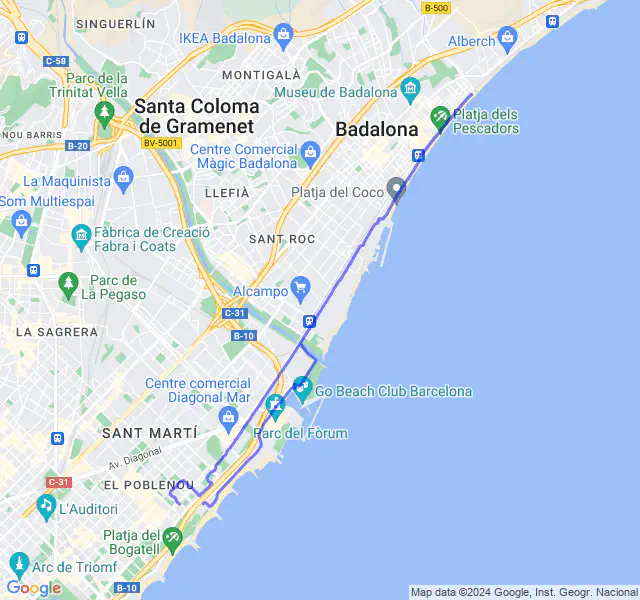 SINGUERLÍN
B-500
IKEA Badalona
Alberch
C-58
MONTIGALÀ
Parc de la
Trinitat Vella
Museu de Badalona
Santa Coloma
de Gramenet
Platja dels
Pescadors
Badalona
NOU BARRIS
B-20
BV-5001
Centre Comercial
Màgic Badalona
La Maquinista
LLEFIÀ
Platja del Coco
Som Multiespai
Fàbrica de Creació
Fabra i Coats
SANT ROC
Parc de
La Pegaso
Alcampo
C-31
LA SAGRERA
B-10
Centre comercial
Diagonal Mar
Go Beach Club Barcelona
SANT MARTÍ
Parc del Fòrum
Av. Diagonal
C-31
EL POBLENOU
L'Auditori
Platja del
Bogatell
Arc de Triomf
Google
B-10
Map data ©2024 Google, Inst. Geogr. Nacional